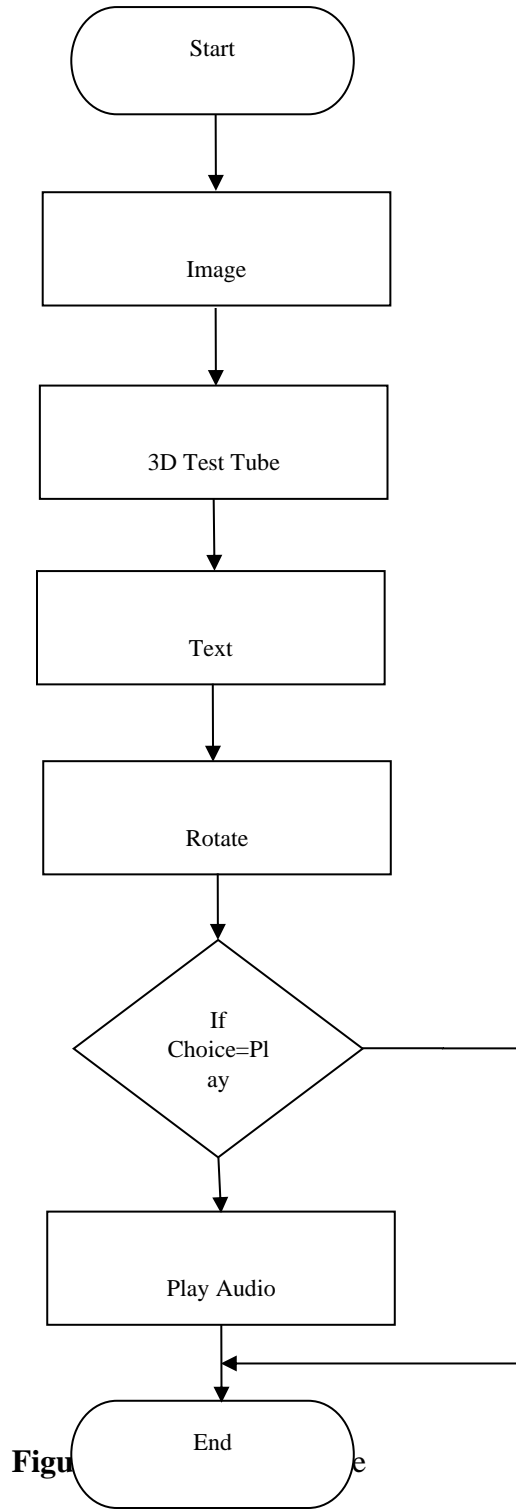 Start
Image
3D Test Tube
Text
Rotate
If
Choice=Pl
ay
Play Audio
End